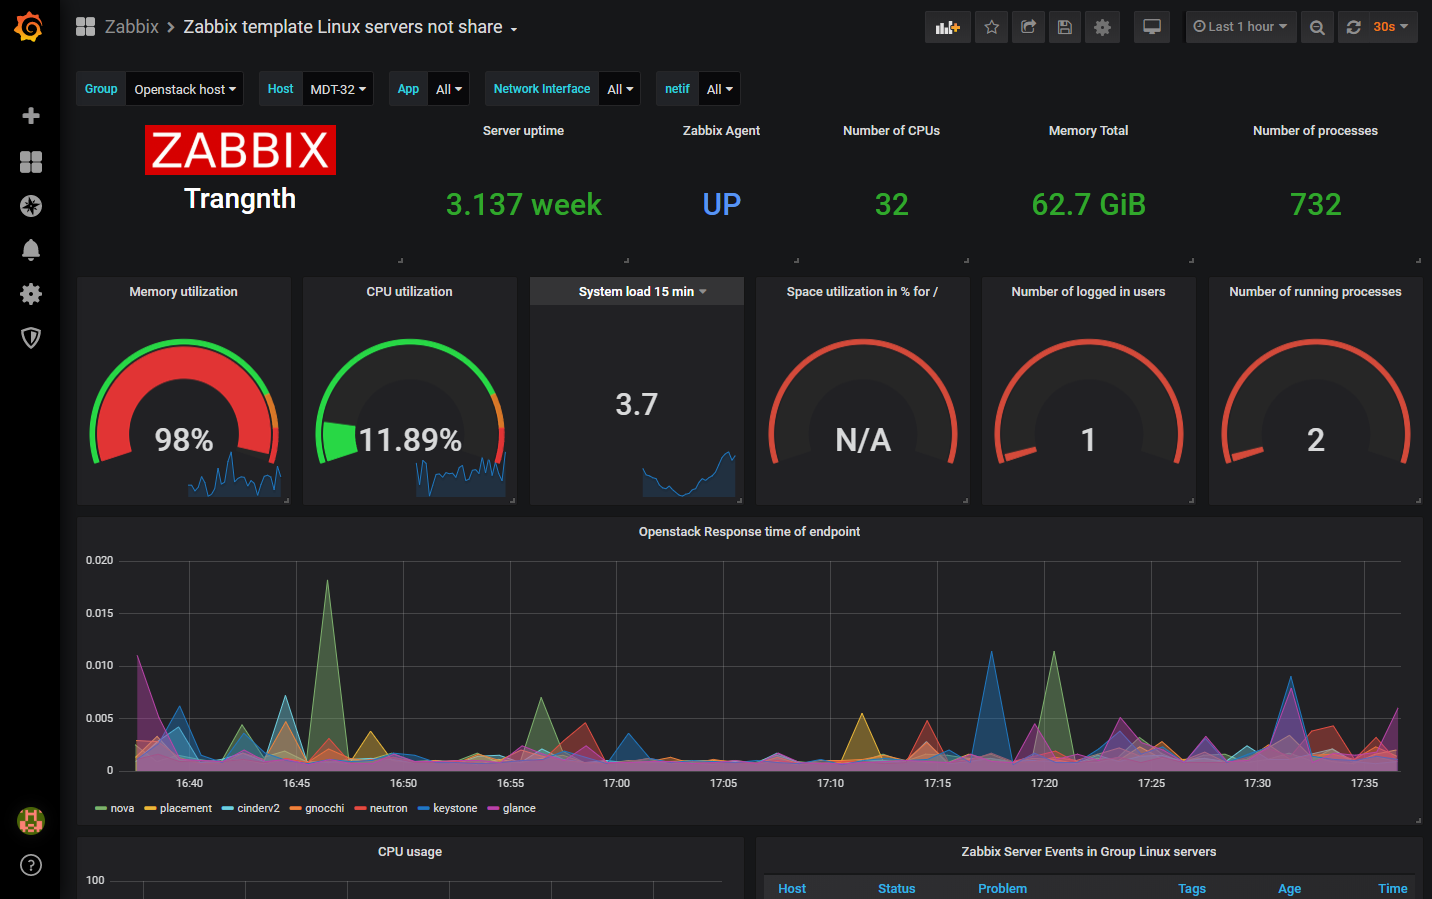 Zabbix > Zabbix template Linux servers not share
Last 1 hour
30s
Group Openstack host
Host MDT-32
App All
Network Interface All
netif All
ZABBIX
Trangnth
Server uptime
3.137 week
Zabbix Agent
UP
Number of CPUs
32
Memory Total
62.7 GiB
Number of processes
732
Memory utilization
98%
CPU utilization
11.89%
System load 15 min
3.7
Space utilization in % for /
N/A
Number of logged in users
1
Number of running processes
2
Openstack Response time of endpoint
0.020
0.015
0.010
0.005
0
16:40 16:45 16:50 16:55 17:00 17:05 17:10 17:15 17:20 17:25 17:30 17:35
nova placement cinderv2 gnocchi neutron keystone glance
CPU usage
100
Zabbix Server Events in Group Linux servers
Host Status Problem Tags Age Time
?